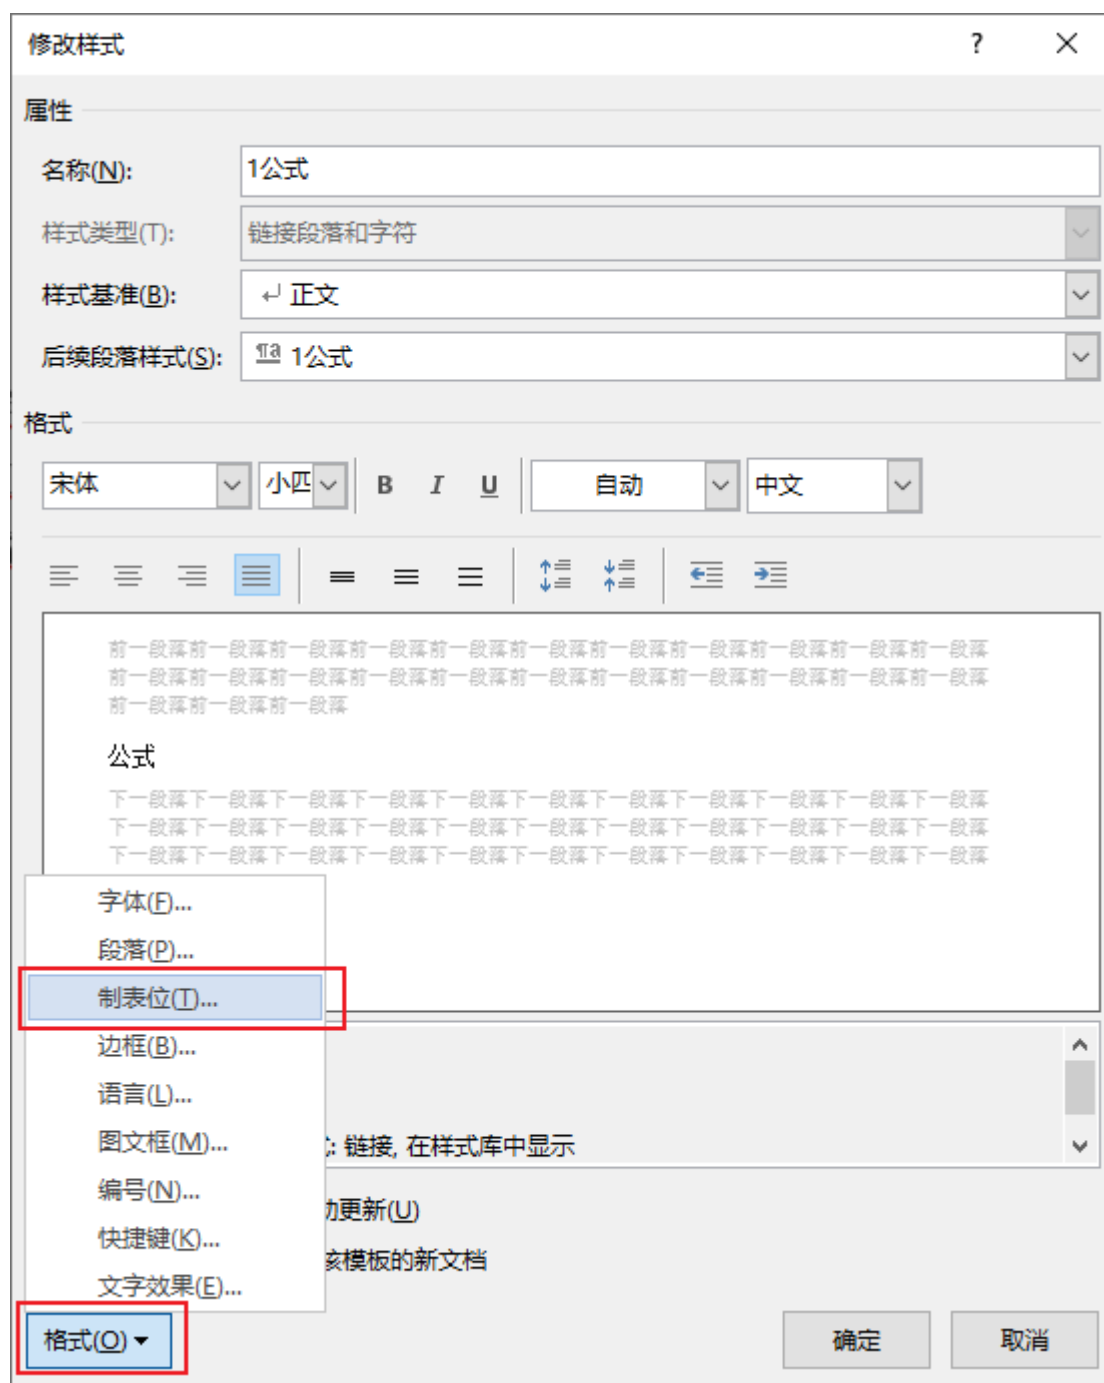 修改样式 ?
属性
名称(N): 1公式
样式类型(T): 链接段落和字符
样式基准(B): 正文
后续段落样式(S): ¶a 1公式
格式
宋体 小四 B I U 自动 中文
前一段落前一段落前一段落前一段落前一段落前一段落前一段落前一段落前一段落前一段落前一段落
前一段落前一段落前一段落前一段落前一段落前一段落前一段落前一段落前一段落前一段落前一段落
前一段落前一段落前一段落
公式
下一段落下一段落下一段落下一段落下一段落下一段落下一段落下一段落下一段落下一段落下一段落
下一段落下一段落下一段落下一段落下一段落下一段落下一段落下一段落下一段落下一段落下一段落
下一段落下一段落下一段落下一段落下一段落下一段落下一段落下一段落下一段落下一段落下一段落
字体(F)...
段落(P)...
制表位(T)...
边框(B)...
语言(L)...
图文框(M)...
: 链接, 在样式库中显示
编号(N)...
动更新(U)
快捷键(K)...
该模板的新文档
文字效果(E)...
格式(O) 确定 取消